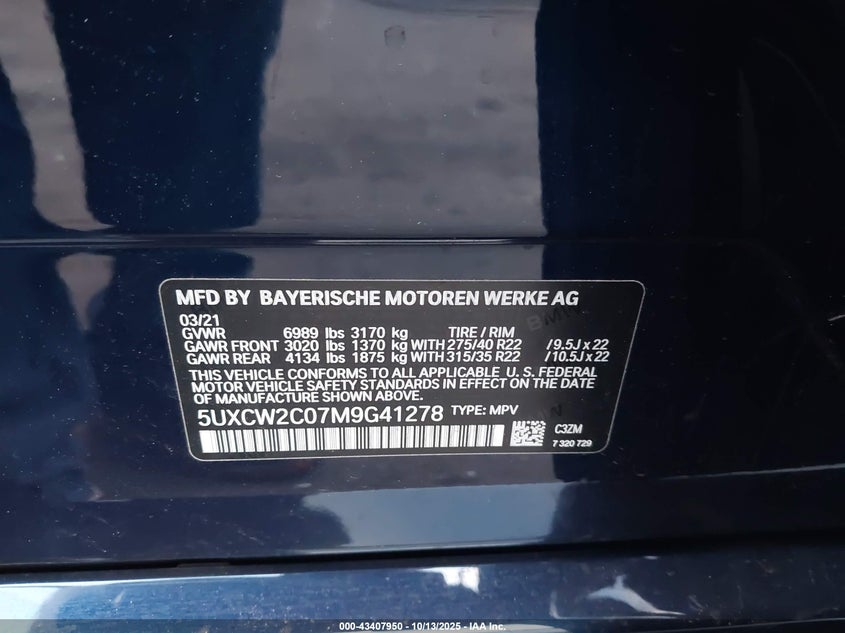 MFD BY BAYERISCHE MOTOREN WERKE AG
03/21
GVWR 6989 lbs 3170 kg TIRE / RIM
GAWR FRONT 3020 lbs 1370 kg WITH 275/40 R22 / 9.5J x 22
GAWR REAR 4134 lbs 1875 kg WITH 315/35 R22 / 10.5J x 22
THIS VEHICLE CONFORMS TO ALL APPLICABLE U. S. FEDERAL
MOTOR VEHICLE SAFETY STANDARDS IN EFFECT ON THE DATE
OF MANUFACTURE SHOWN ABOVE.
5UXCW2C07M9G41278 TYPE: MPV
C3ZM
7 320 729
BMW
000-43407950 - 10/13/2025 - IAA Inc.